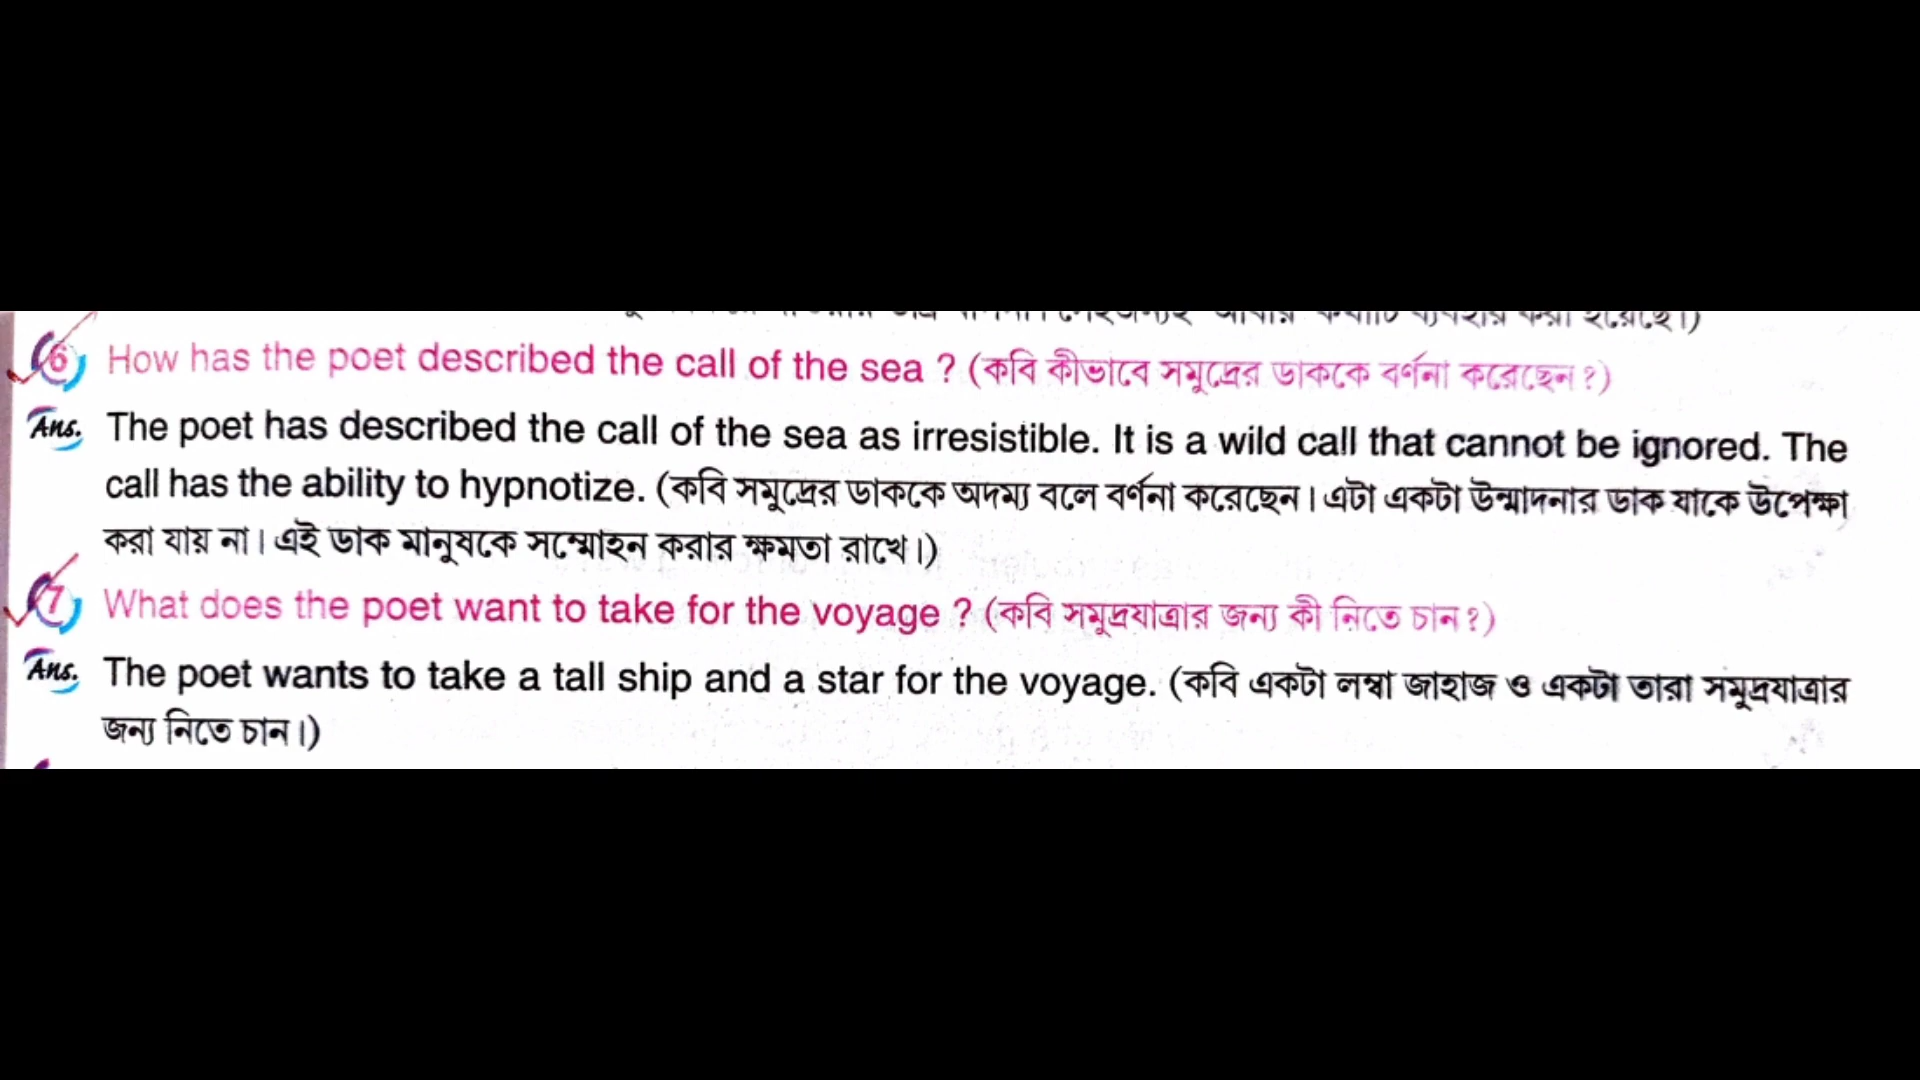 6 How has the poet described the call of the sea ? (কবি কীভাবে সমুদ্রের ডাককে বর্ণনা করেছেন ?)
Ans. The poet has described the call of the sea as irresistible. It is a wild call that cannot be ignored. The
call has the ability to hypnotize. (কবি সমুদ্রের ডাককে অদম্য বলে বর্ণনা করেছেন। এটা একটা উন্মাদনার ডাক যাকে উপেক্ষা
করা যায় না। এই ডাক মানুষকে সম্মোহন করার ক্ষমতা রাখে।)
7 What does the poet want to take for the voyage ? (কবি সমুদ্রযাত্রার জন্য কী নিতে চান ?)
Ans. The poet wants to take a tall ship and a star for the voyage. (কবি একটা লম্বা জাহাজ ও একটা তারা সমুদ্রযাত্রার
জন্য নিতে চান।)